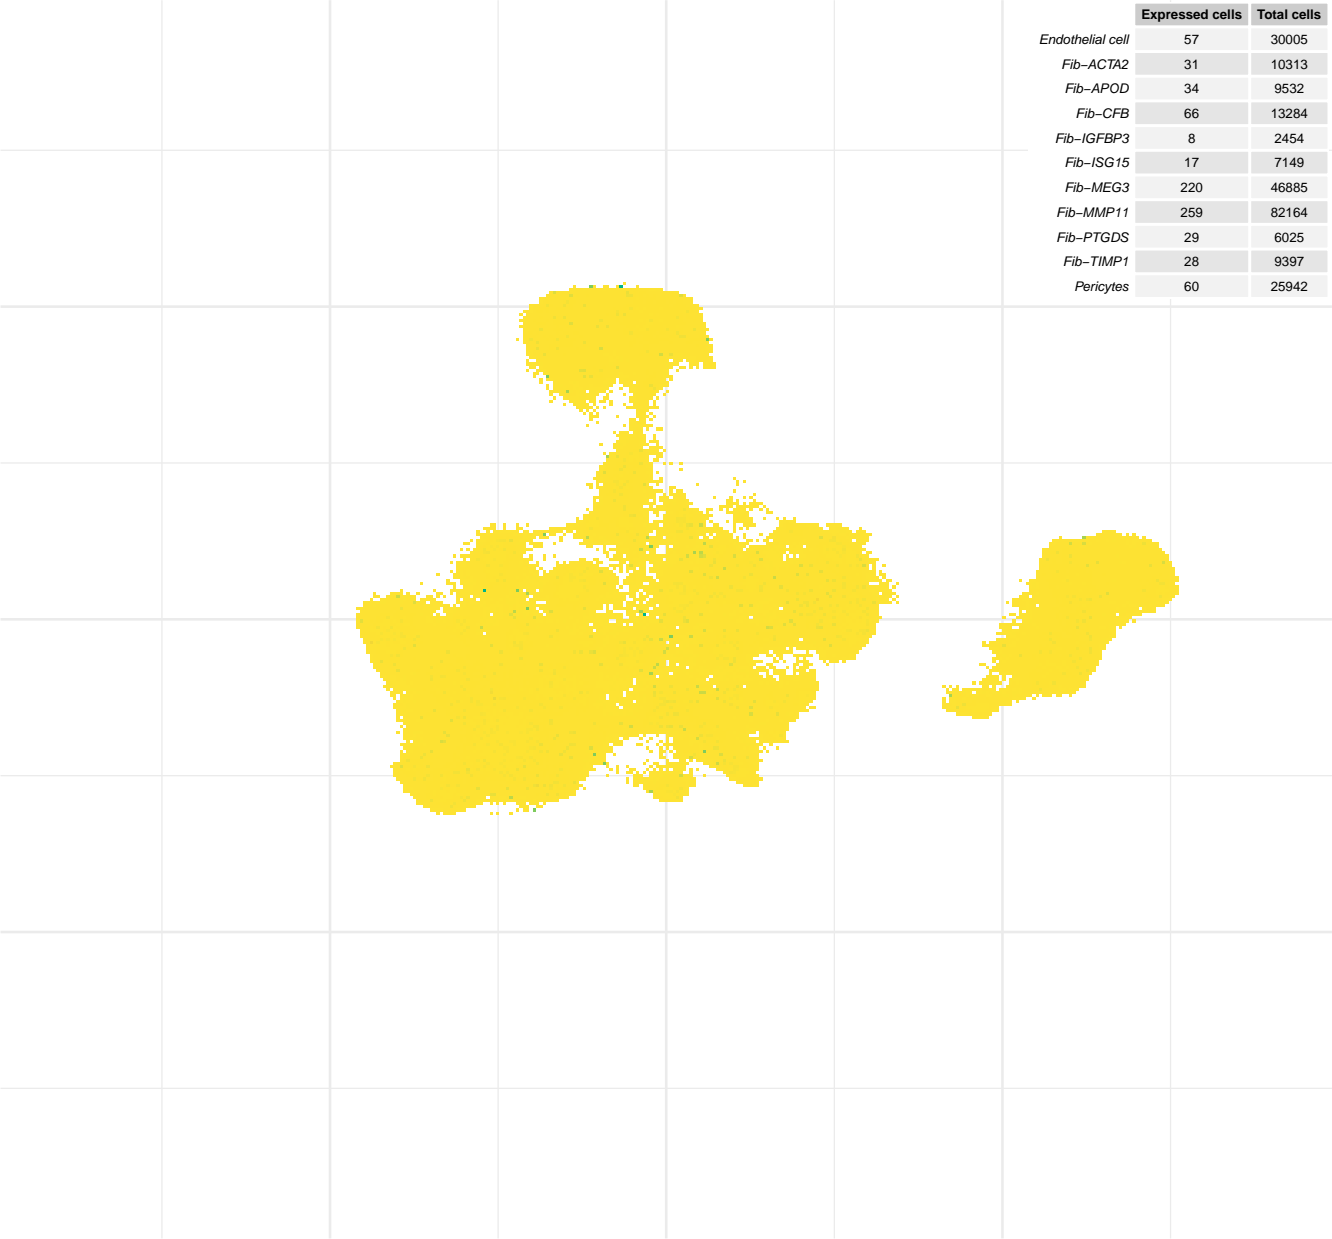 Expressed cells Total cells
Endothelial cell 57 30005
Fib−ACTA2 31 10313
Fib−APOD 34 9532
Fib−CFB 66 13284
Fib−IGFBP3 8 2454
Fib−ISG15 17 7149
Fib−MEG3 220 46885
Fib−MMP11 259 82164
Fib−PTGDS 29 6025
Fib−TIMP1 28 9397
Pericytes 60 25942